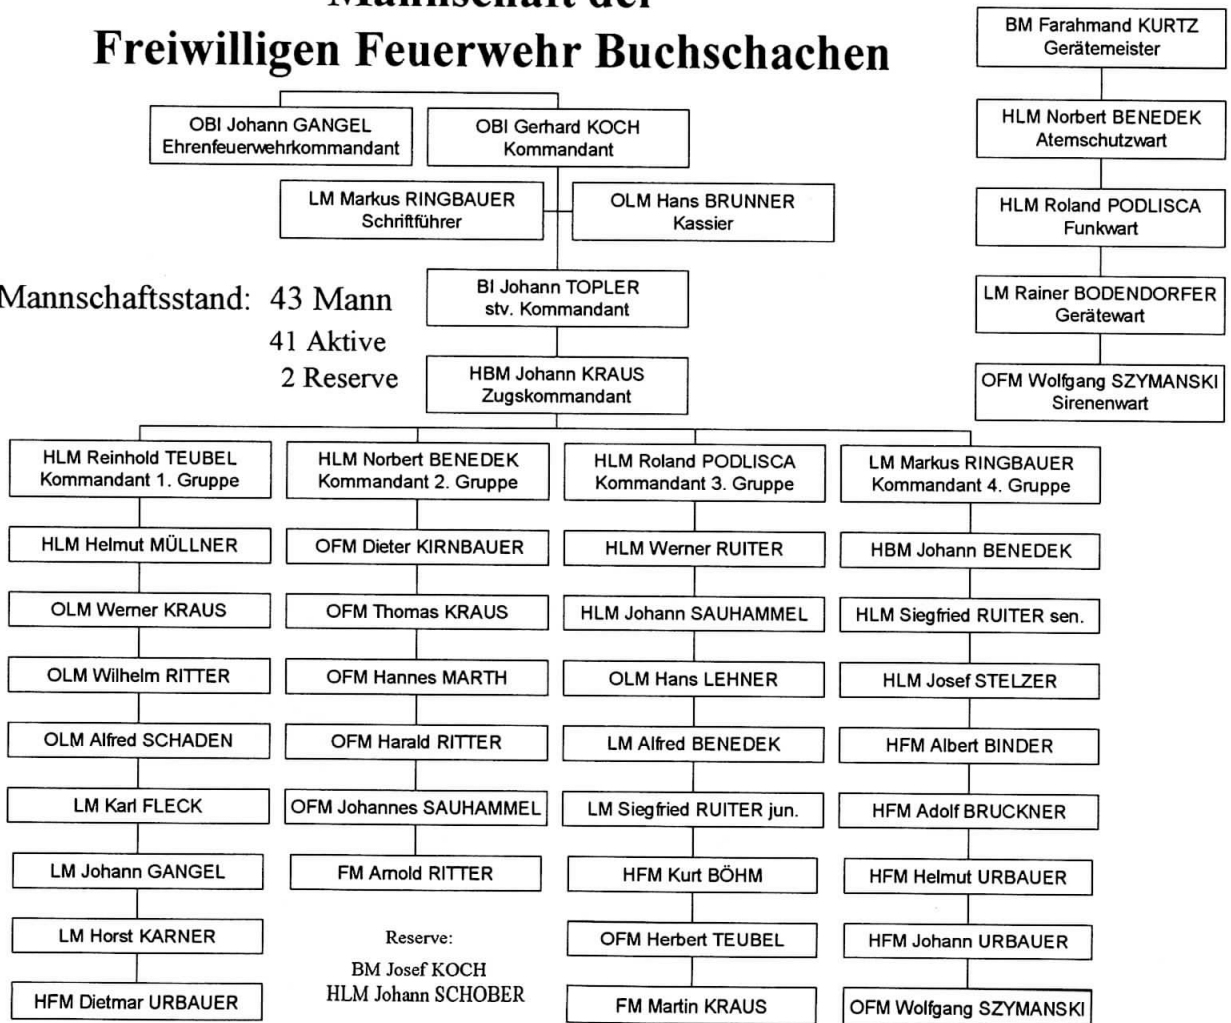 Mannschaft der
Freiwilligen Feuerwehr Buchschachen
OBI Johann GANGEL
Ehrenfeuerwehrkommandant
OBI Gerhard KOCH
Kommandant
LM Markus RINGBAUER
Schriftführer
OLM Hans BRUNNER
Kassier
Mannschaftsstand: 43 Mann
41 Aktive
2 Reserve
BI Johann TOPLER
stv. Kommandant
HBM Johann KRAUS
Zugskommandant
BM Farahmand KURTZ
Gerätemeister
HLM Norbert BENEDEK
Atemschutzwart
HLM Roland PODLISCA
Funkwart
LM Rainer BODENDORFER
Gerätewart
OFM Wolfgang SZYMANSKI
Sirenenwart
HLM Reinhold TEUBEL
Kommandant 1. Gruppe
HLM Helmut MÜLLNER
OLM Werner KRAUS
OLM Wilhelm RITTER
OLM Alfred SCHADEN
LM Karl FLECK
LM Johann GANGEL
LM Horst KARNER
HFM Dietmar URBAUER
HLM Norbert BENEDEK
Kommandant 2. Gruppe
OFM Dieter KIRNBAUER
OFM Thomas KRAUS
OFM Hannes MARTH
OFM Harald RITTER
OFM Johannes SAUHAMMEL
FM Arnold RITTER
Reserve:
BM Josef KOCH
HLM Johann SCHOBER
HLM Roland PODLISCA
Kommandant 3. Gruppe
HLM Werner RUITER
HLM Johann SAUHAMMEL
OLM Hans LEHNER
LM Alfred BENEDEK
LM Siegfried RUITER jun.
HFM Kurt BÖHM
OFM Herbert TEUBEL
FM Martin KRAUS
LM Markus RINGBAUER
Kommandant 4. Gruppe
HBM Johann BENEDEK
HLM Siegfried RUITER sen.
HLM Josef STELZER
HFM Albert BINDER
HFM Adolf BRUCKNER
HFM Helmut URBAUER
HFM Johann URBAUER
OFM Wolfgang SZYMANSKI